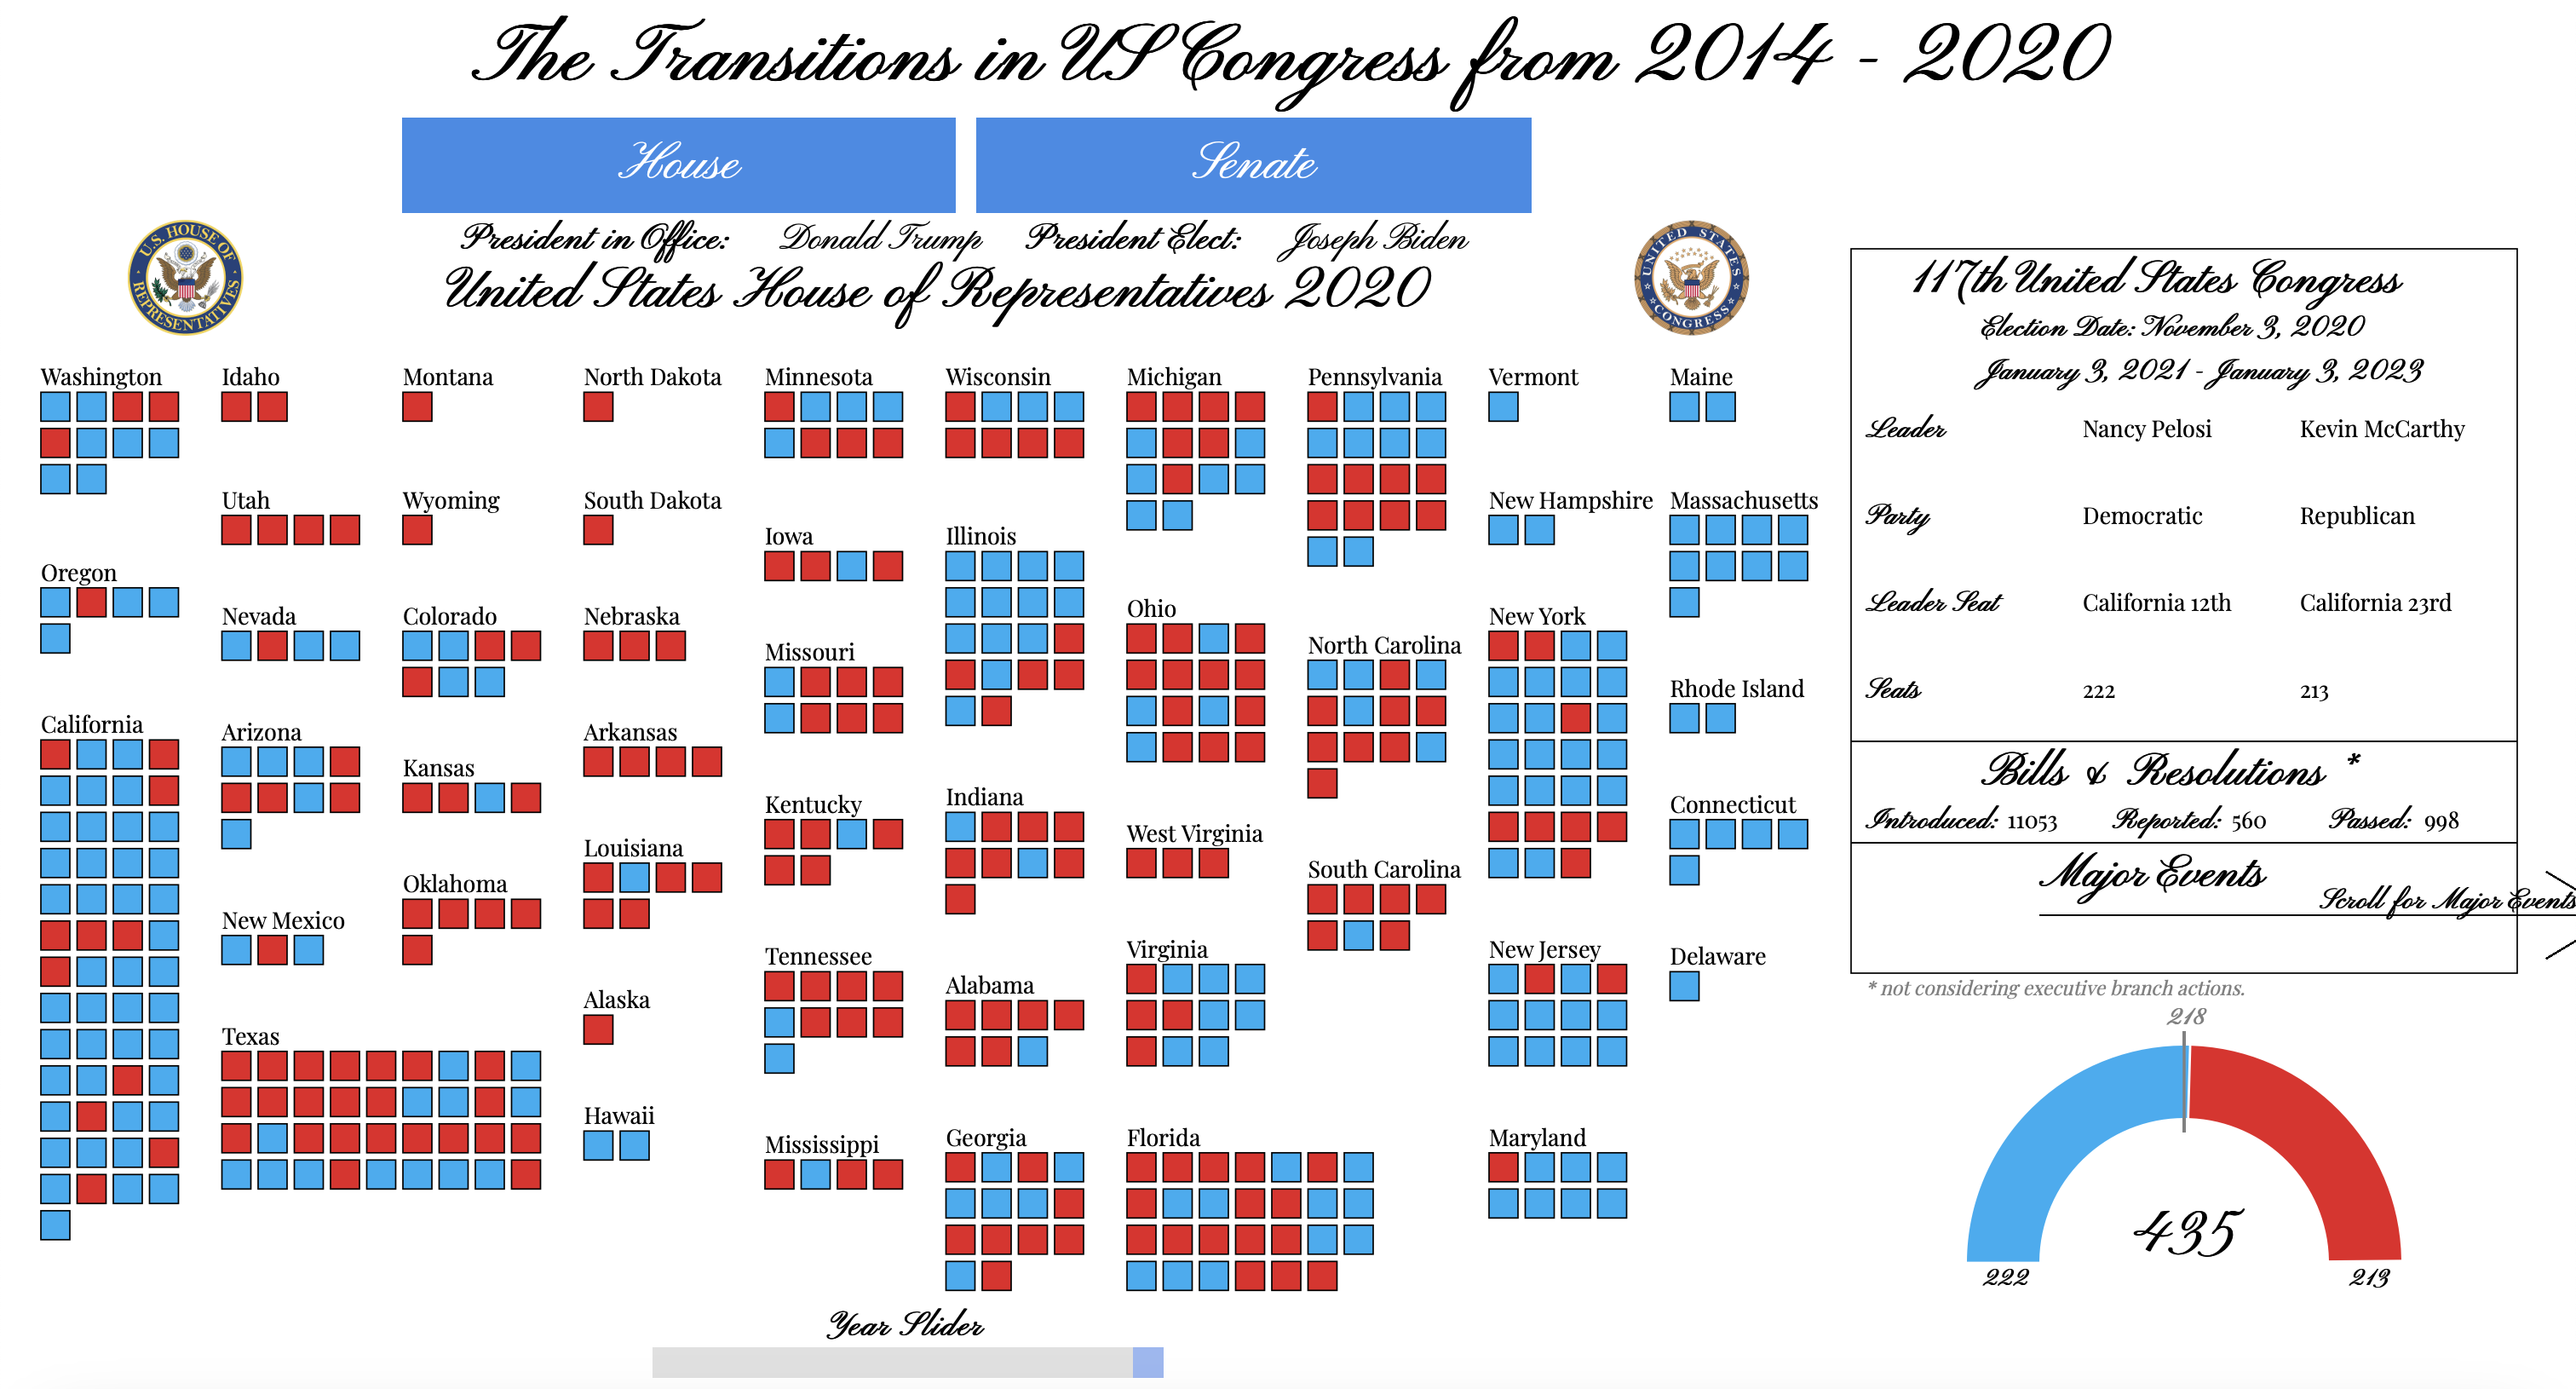 The Transitions in US Congress from 2014 - 2020
House
Senate
President in Office: Donald Trump President Elect: Joseph Biden
United States House of Representatives 2020
U.S. HOUSE OF REPRESENTATIVES
UNITED STATES CONGRESS
Washington
Idaho
Montana
North Dakota
Minnesota
Wisconsin
Michigan
Pennsylvania
Vermont
Maine
Utah
Wyoming
South Dakota
New Hampshire
Massachusetts
Iowa
Illinois
Oregon
Nevada
Colorado
Nebraska
Ohio
New York
Missouri
North Carolina
Rhode Island
California
Arizona
Arkansas
Kansas
Kentucky
Indiana
Connecticut
West Virginia
Louisiana
South Carolina
Oklahoma
New Mexico
Tennessee
Virginia
New Jersey
Delaware
Alabama
Alaska
Texas
Hawaii
Mississippi
Georgia
Florida
Maryland
Year Slider
117th United States Congress
Election Date: November 3, 2020
January 3, 2021 - January 3, 2023
Leader Nancy Pelosi Kevin McCarthy
Party Democratic Republican
Leader Seat California 12th California 23rd
Seats 222 213
Bills & Resolutions *
Introduced: 11053 Reported: 560 Passed: 998
Major Events
Scroll for Major Events
* not considering executive branch actions.
218
435
222
213